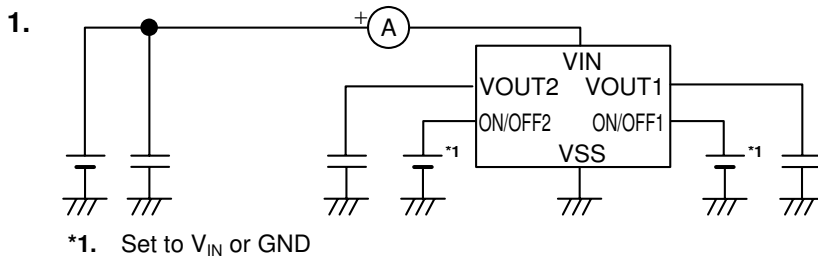 1.
+ A
VIN
VOUT2 VOUT1
ON/OFF2 ON/OFF1
*1 VSS *1
*1. Set to VIN or GND